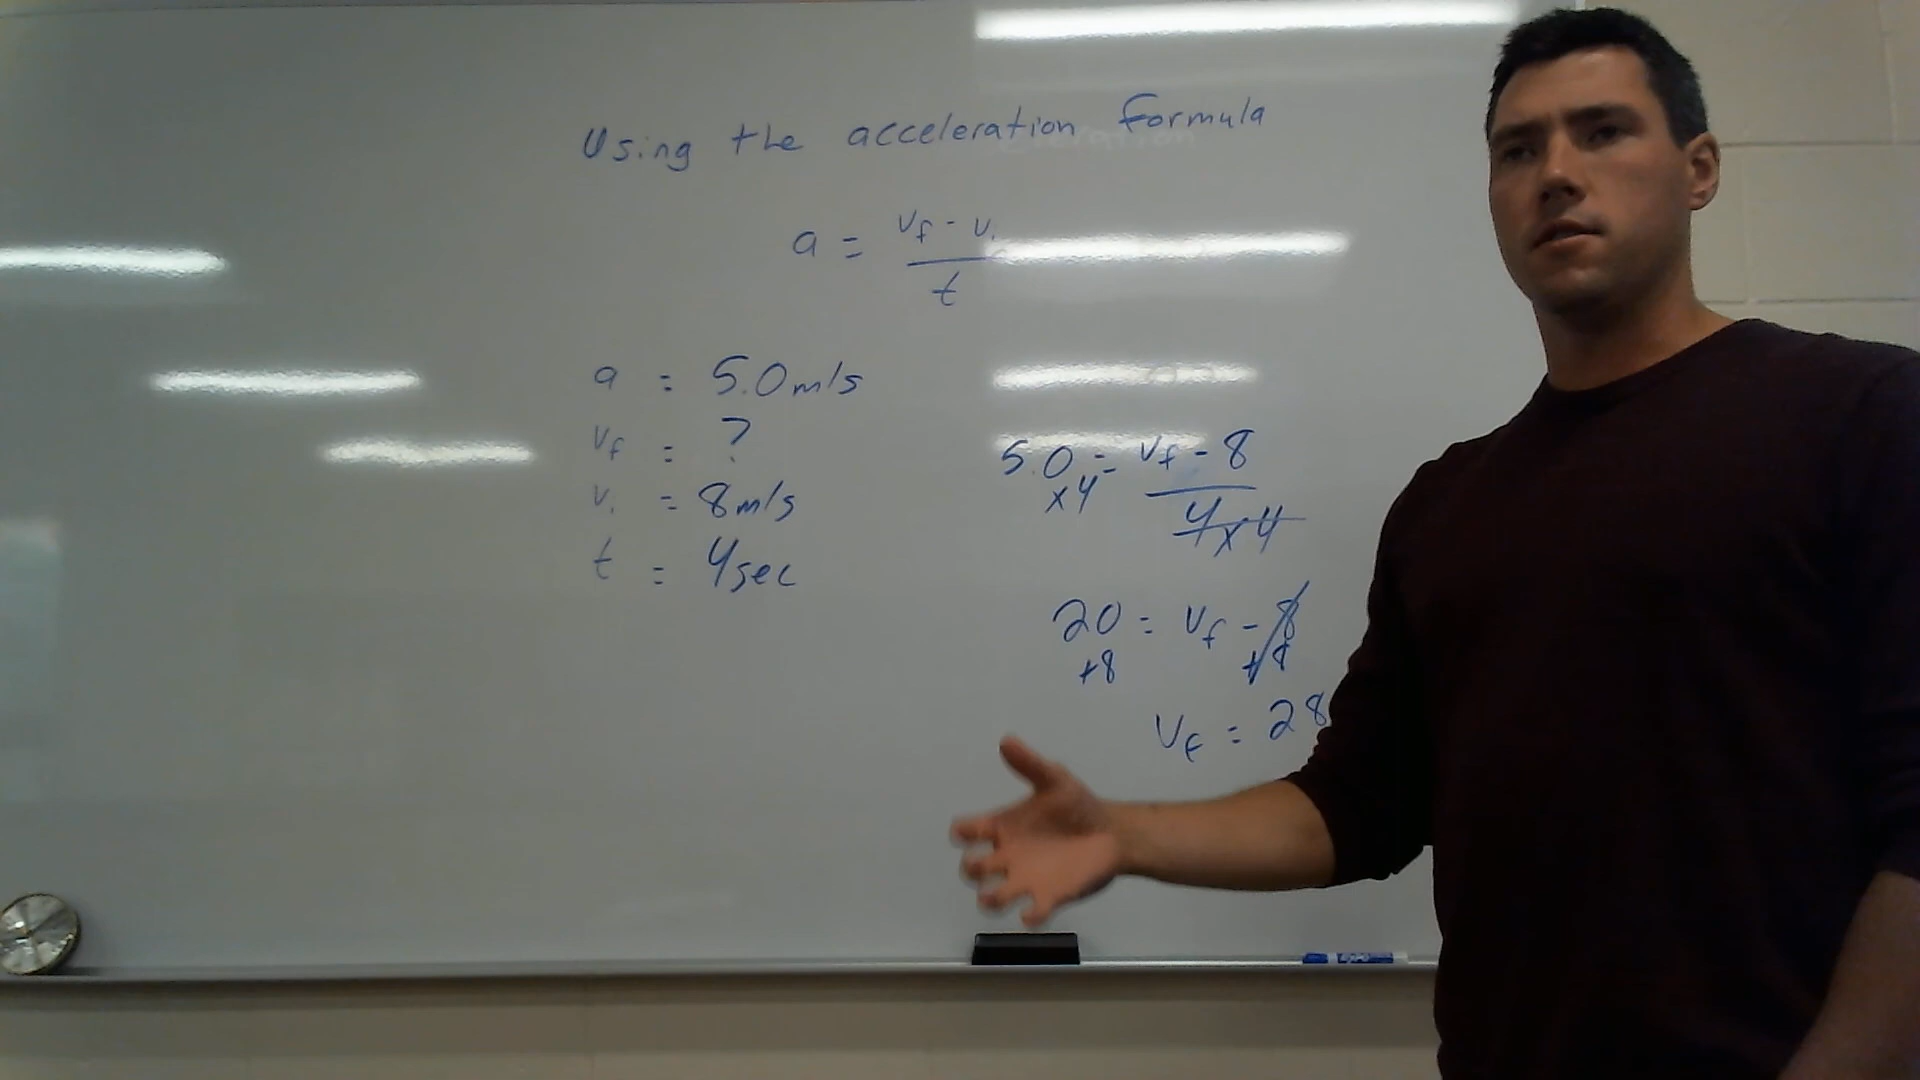 Using the acceleration formula
a = vf - vi
t
a = 5.0m/s
vf = ?
vi = 8m/s
t = 4sec
5.0 = vf - 8
x4
4x4
20 = vf - 8
+8 +8
vf = 28
EXPO